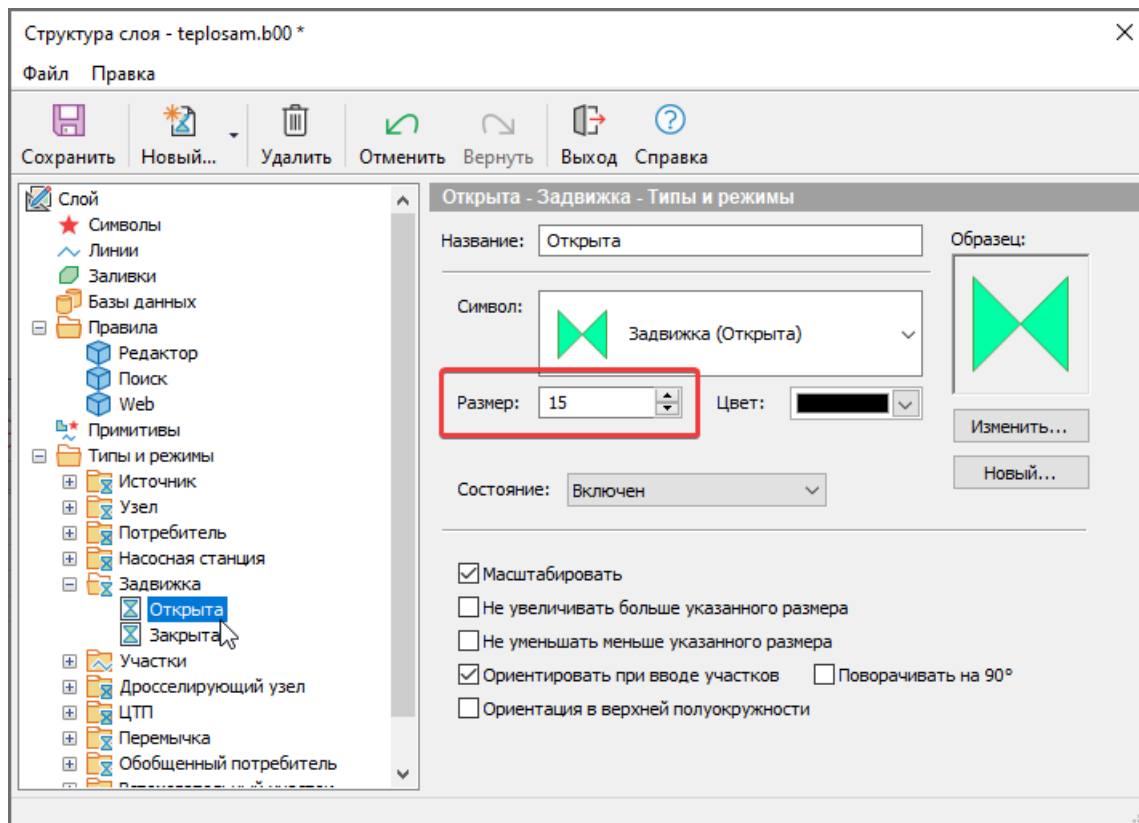 Структура слоя - teplosam.b00 *
Файл Правка
Сохранить Новый... Удалить Отменить Вернуть Выход Справка
Слой
Символы
Линии
Заливки
Базы данных
Правила
Редактор
Поиск
Web
Примитивы
Типы и режимы
Источник
Узел
Потребитель
Насосная станция
Задвижка
Открыта
Закрыта
Участки
Дросселирующий узел
ЦТП
Перемычка
Обобщенный потребитель
Открыта - Задвижка - Типы и режимы
Название: Открыта
Образец:
Символ: Задвижка (Открыта)
Размер: 15 Цвет:
Изменить...
Новый...
Состояние: Включен
Масштабировать
Не увеличивать больше указанного размера
Не уменьшать меньше указанного размера
Ориентировать при вводе участков Поворачивать на 90°
Ориентация в верхней полуокружности